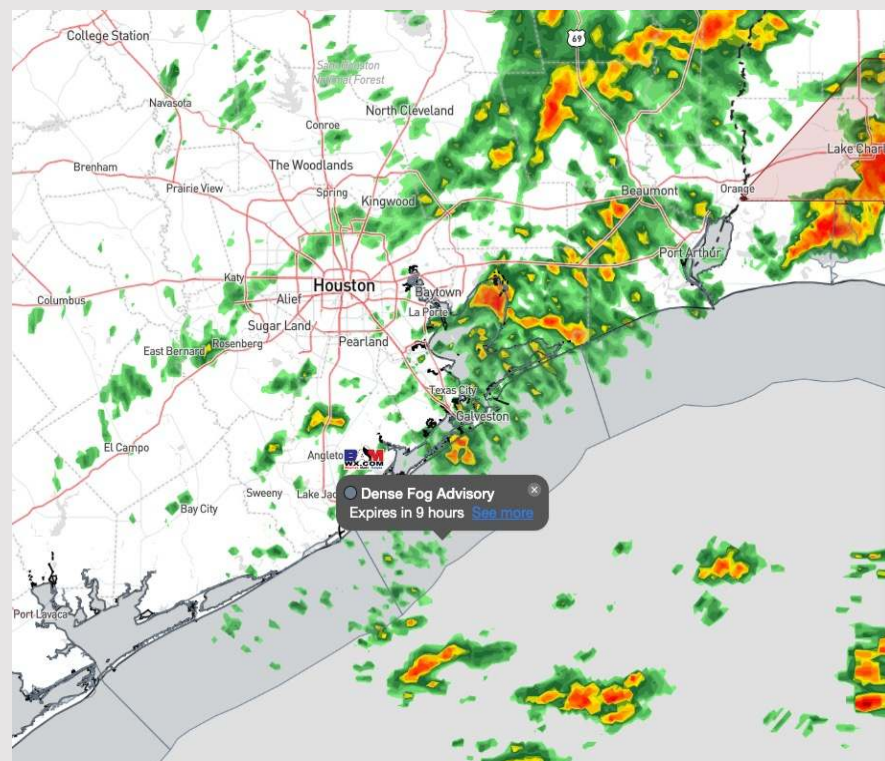 College Station
69
Sam Houston
National Forest
Navasota
North Cleveland
Conroe
Brenham
The Woodlands
Lake Charl
Prairie View
Spring
Kingwood
Beaumont
Orange
Port Arthur
Katy
Houston
Baytown
Columbus
Alief
La Porte
Sugar Land
East Bernard
Rosenberg
Pearland
Texas City
Galveston
El Campo
Angleto
BAM
WX.COM
Sweeny
Lake Jac
Dense Fog Advisory
Expires in 9 hours See more
Bay City
Port Lavaca